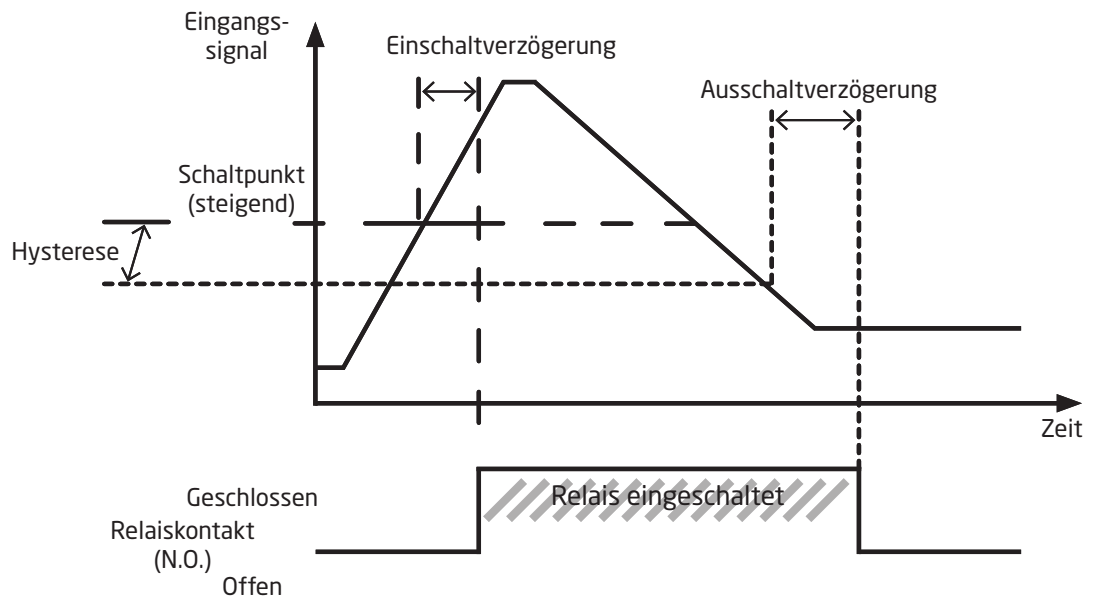 Eingangs-
signal
Einschaltverzögerung
Ausschaltverzögerung
Schaltpunkt
(steigend)
Hysterese
Zeit
Geschlossen
Relais eingeschaltet
Relaiskontakt
(N.O.)
Offen